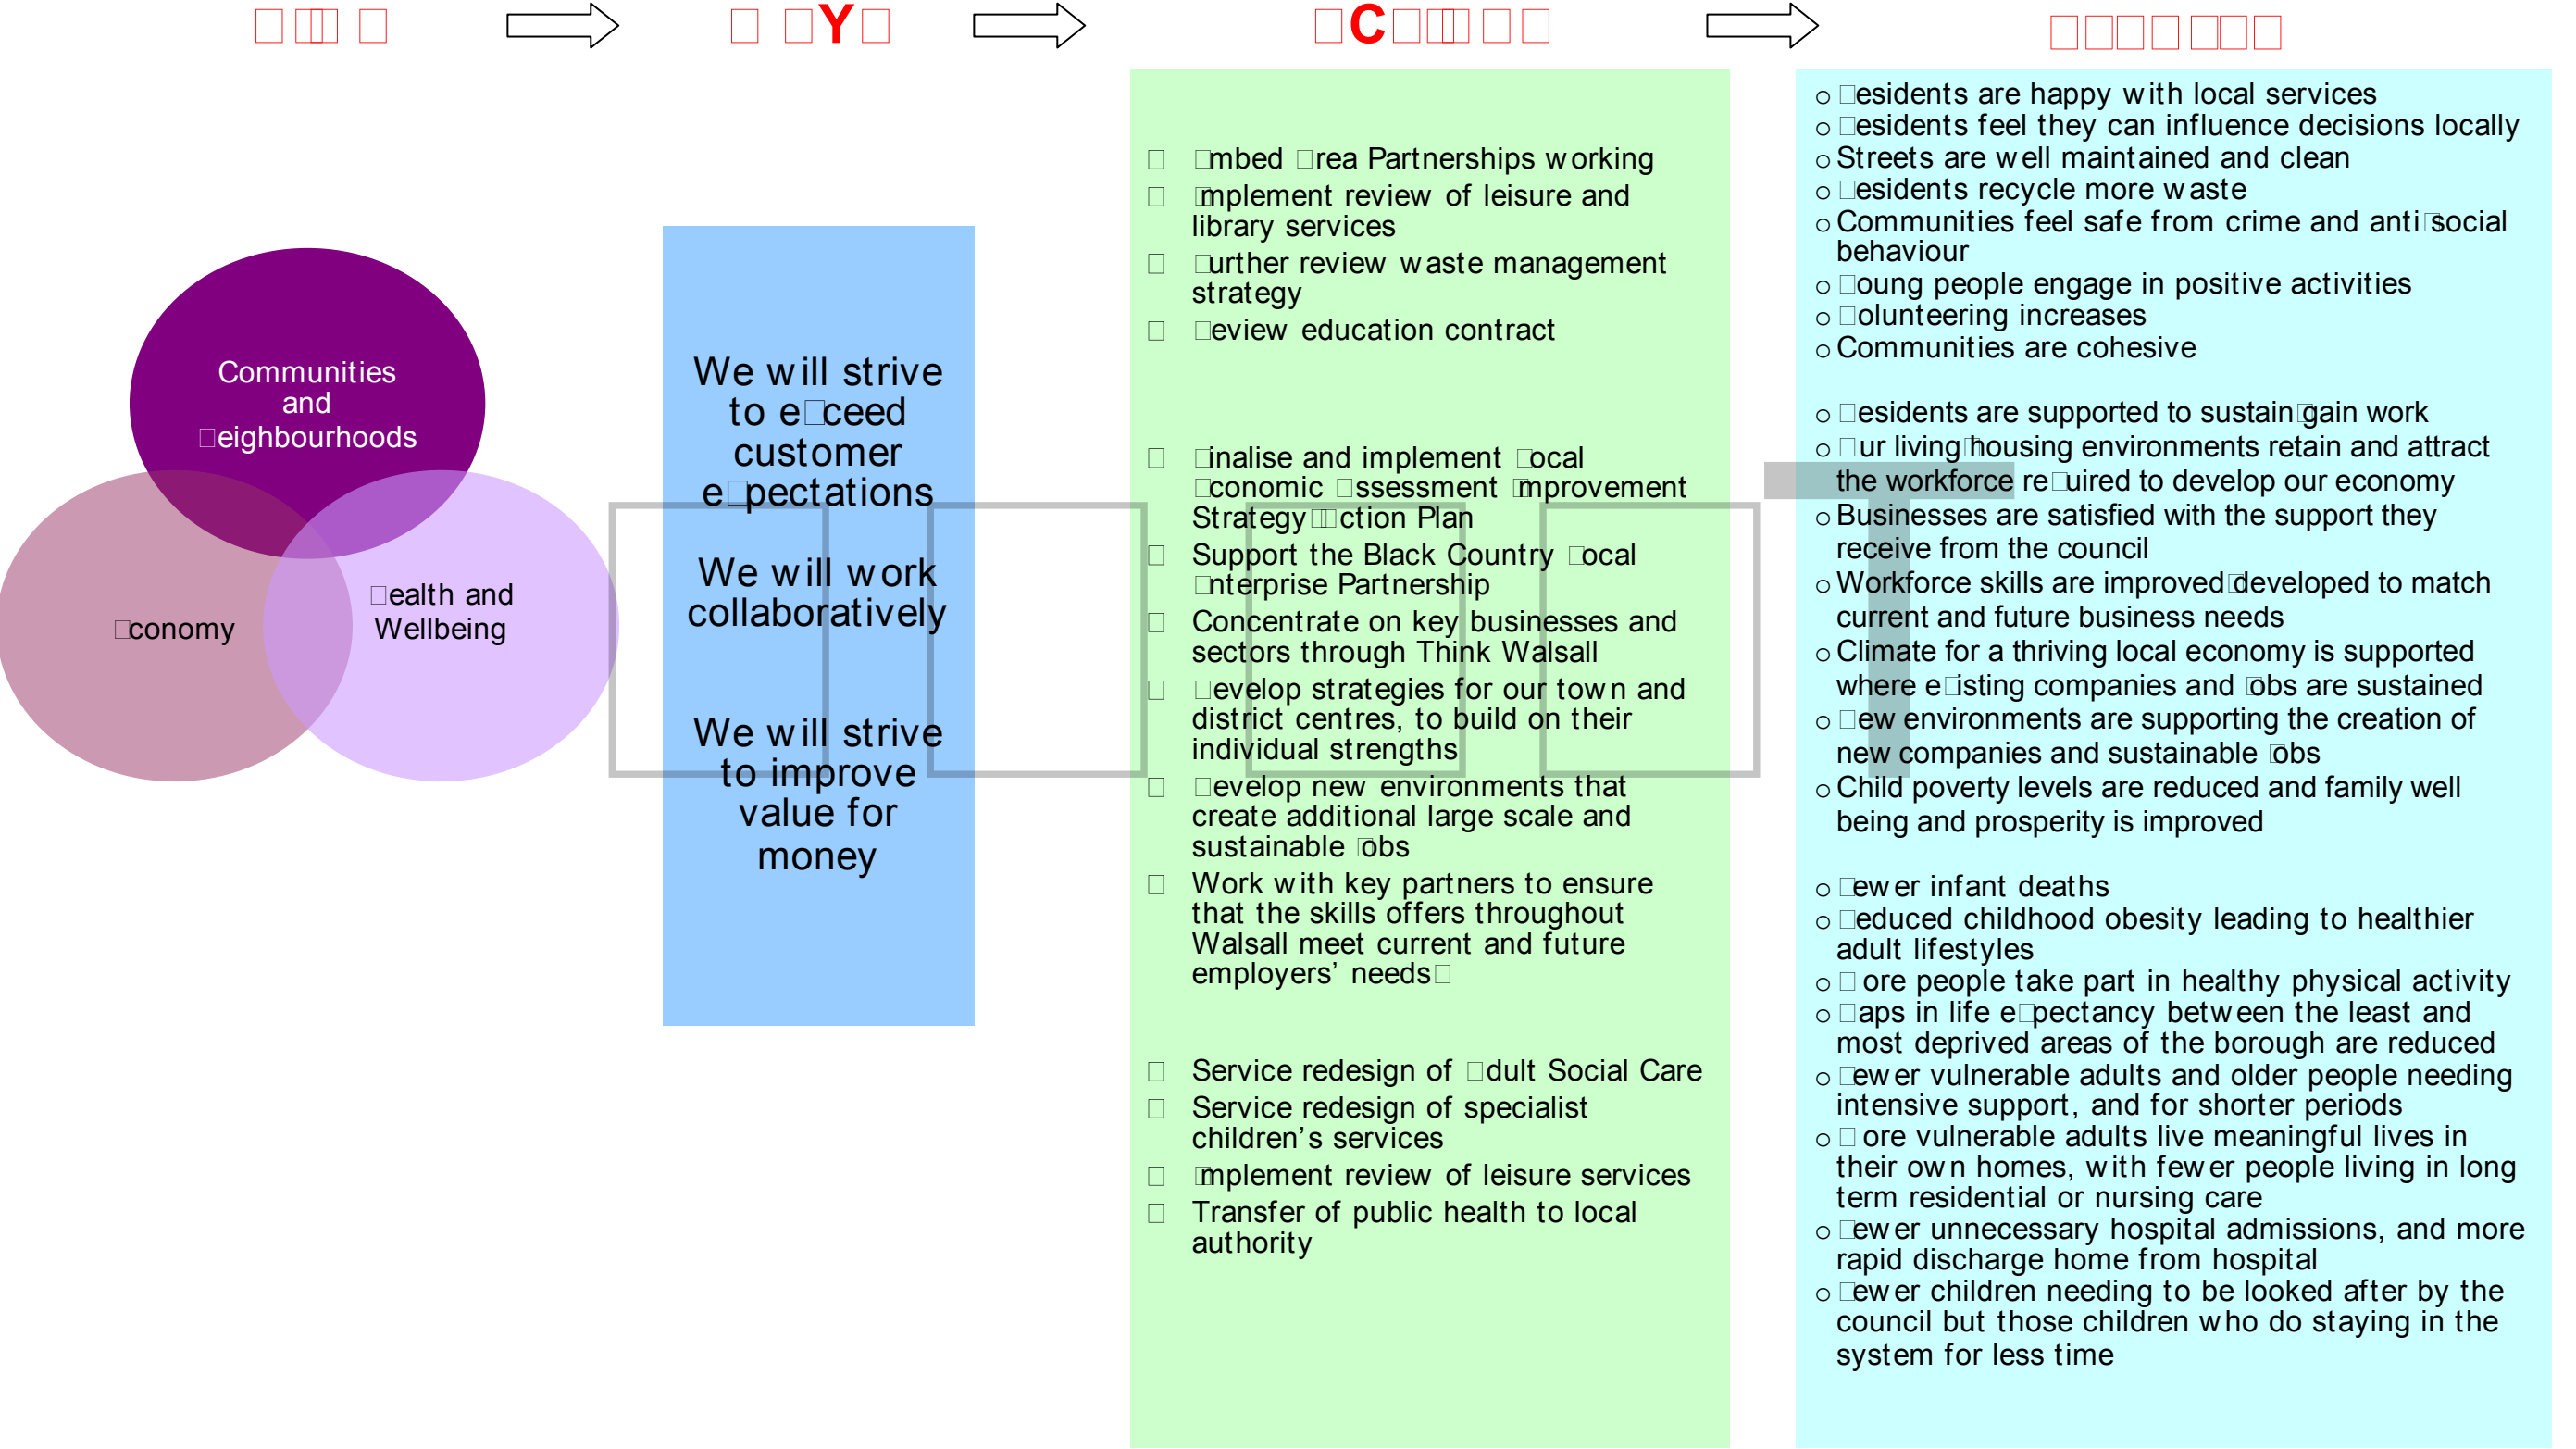 Communities
and
□eighbourhoods
□conomy
□ealth and
Wellbeing
We will strive
to e□ceed
customer
e□pectations
We will work
collaboratively
We will strive
to improve
value for
money
□ □mbed □rea Partnerships working
□ □mplement review of leisure and
library services
□ □urther review waste management
strategy
□ □eview education contract
□ □inalise and implement □ocal
□conomic □ssessment □mprovement
Strategy□□ction Plan
□ Support the Black Country □ocal
□nterprise Partnership
□ Concentrate on key businesses and
sectors through Think Walsall
□ □evelop strategies for our town and
district centres, to build on their
individual strengths
□ □evelop new environments that
create additional large scale and
sustainable □obs
□ Work with key partners to ensure
that the skills offers throughout
Walsall meet current and future
employers’ needs□
□ Service redesign of □dult Social Care
□ Service redesign of specialist
children’s services
□ □mplement review of leisure services
□ Transfer of public health to local
authority
o □esidents are happy with local services
o □esidents feel they can influence decisions locally
o Streets are well maintained and clean
o □esidents recycle more waste
o Communities feel safe from crime and anti□social
behaviour
o □oung people engage in positive activities
o □olunteering increases
o Communities are cohesive
o □esidents are supported to sustain□gain work
o □ur living□housing environments retain and attract
the workforce re□uired to develop our economy
o Businesses are satisfied with the support they
receive from the council
o Workforce skills are improved□developed to match
current and future business needs
o Climate for a thriving local economy is supported
where e□isting companies and □obs are sustained
o □ew environments are supporting the creation of
new companies and sustainable □obs
o Child poverty levels are reduced and family well
being and prosperity is improved
o □ewer infant deaths
o □educed childhood obesity leading to healthier
adult lifestyles
o □ore people take part in healthy physical activity
o □aps in life e□pectancy between the least and
most deprived areas of the borough are reduced
o □ewer vulnerable adults and older people needing
intensive support, and for shorter periods
o □ore vulnerable adults live meaningful lives in
their own homes, with fewer people living in long
term residential or nursing care
o □ewer unnecessary hospital admissions, and more
rapid discharge home from hospital
o □ewer children needing to be looked after by the
council but those children who do staying in the
system for less time